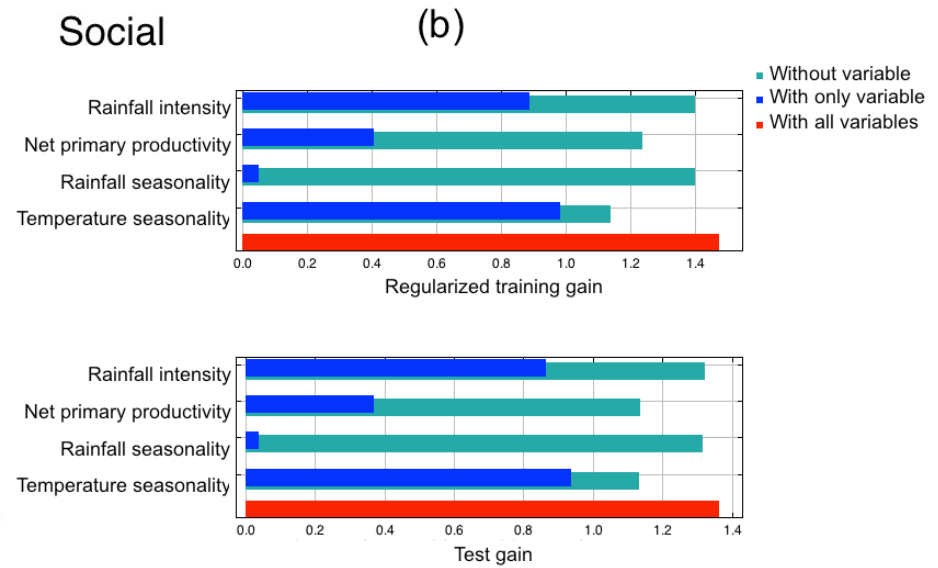 Social
(b)
Without variable
With only variable
With all variables
Rainfall intensity
Net primary productivity
Rainfall seasonality
Temperature seasonality
0.0 0.2 0.4 0.6 0.8 1.0 1.2 1.4
Regularized training gain
Rainfall intensity
Net primary productivity
Rainfall seasonality
Temperature seasonality
0.0 0.2 0.4 0.6 0.8 1.0 1.2 1.4
Test gain